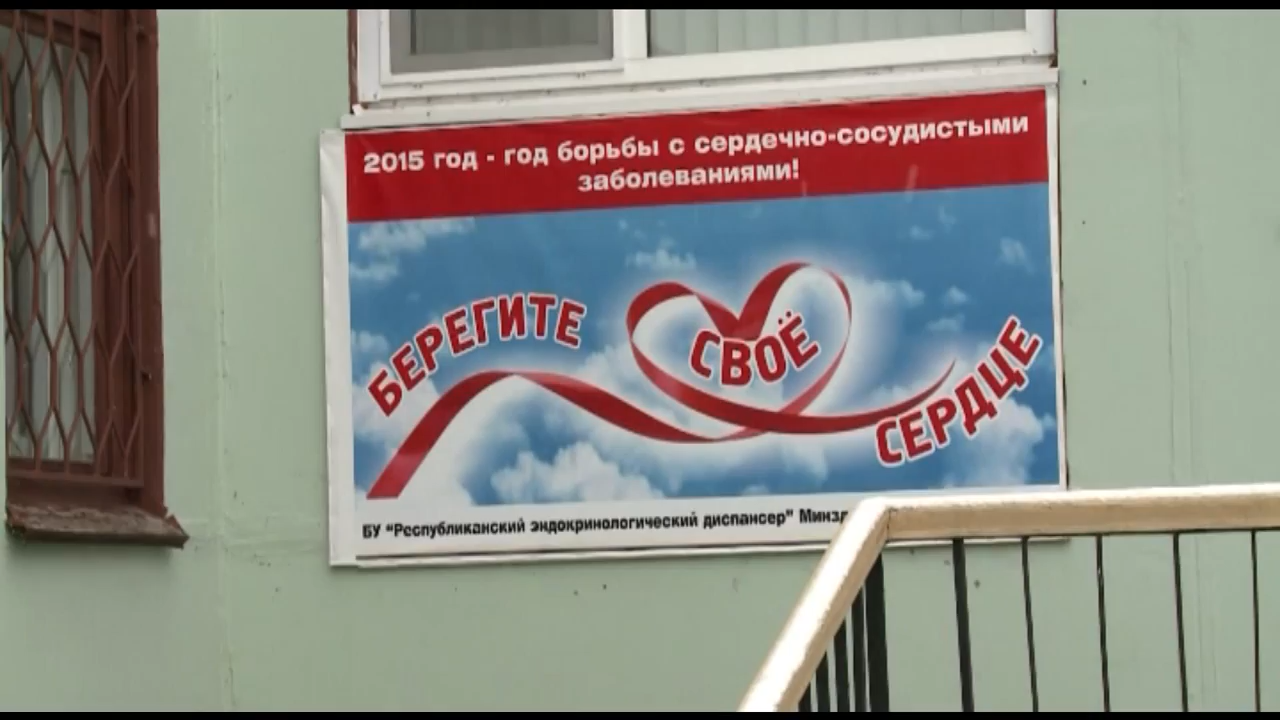 2015 год - год борьбы с сердечно-сосудистыми
заболеваниями!
БЕРЕГИТЕ СВОЁ СЕРДЦЕ
БУ "Республиканский эндокринологический диспансер"